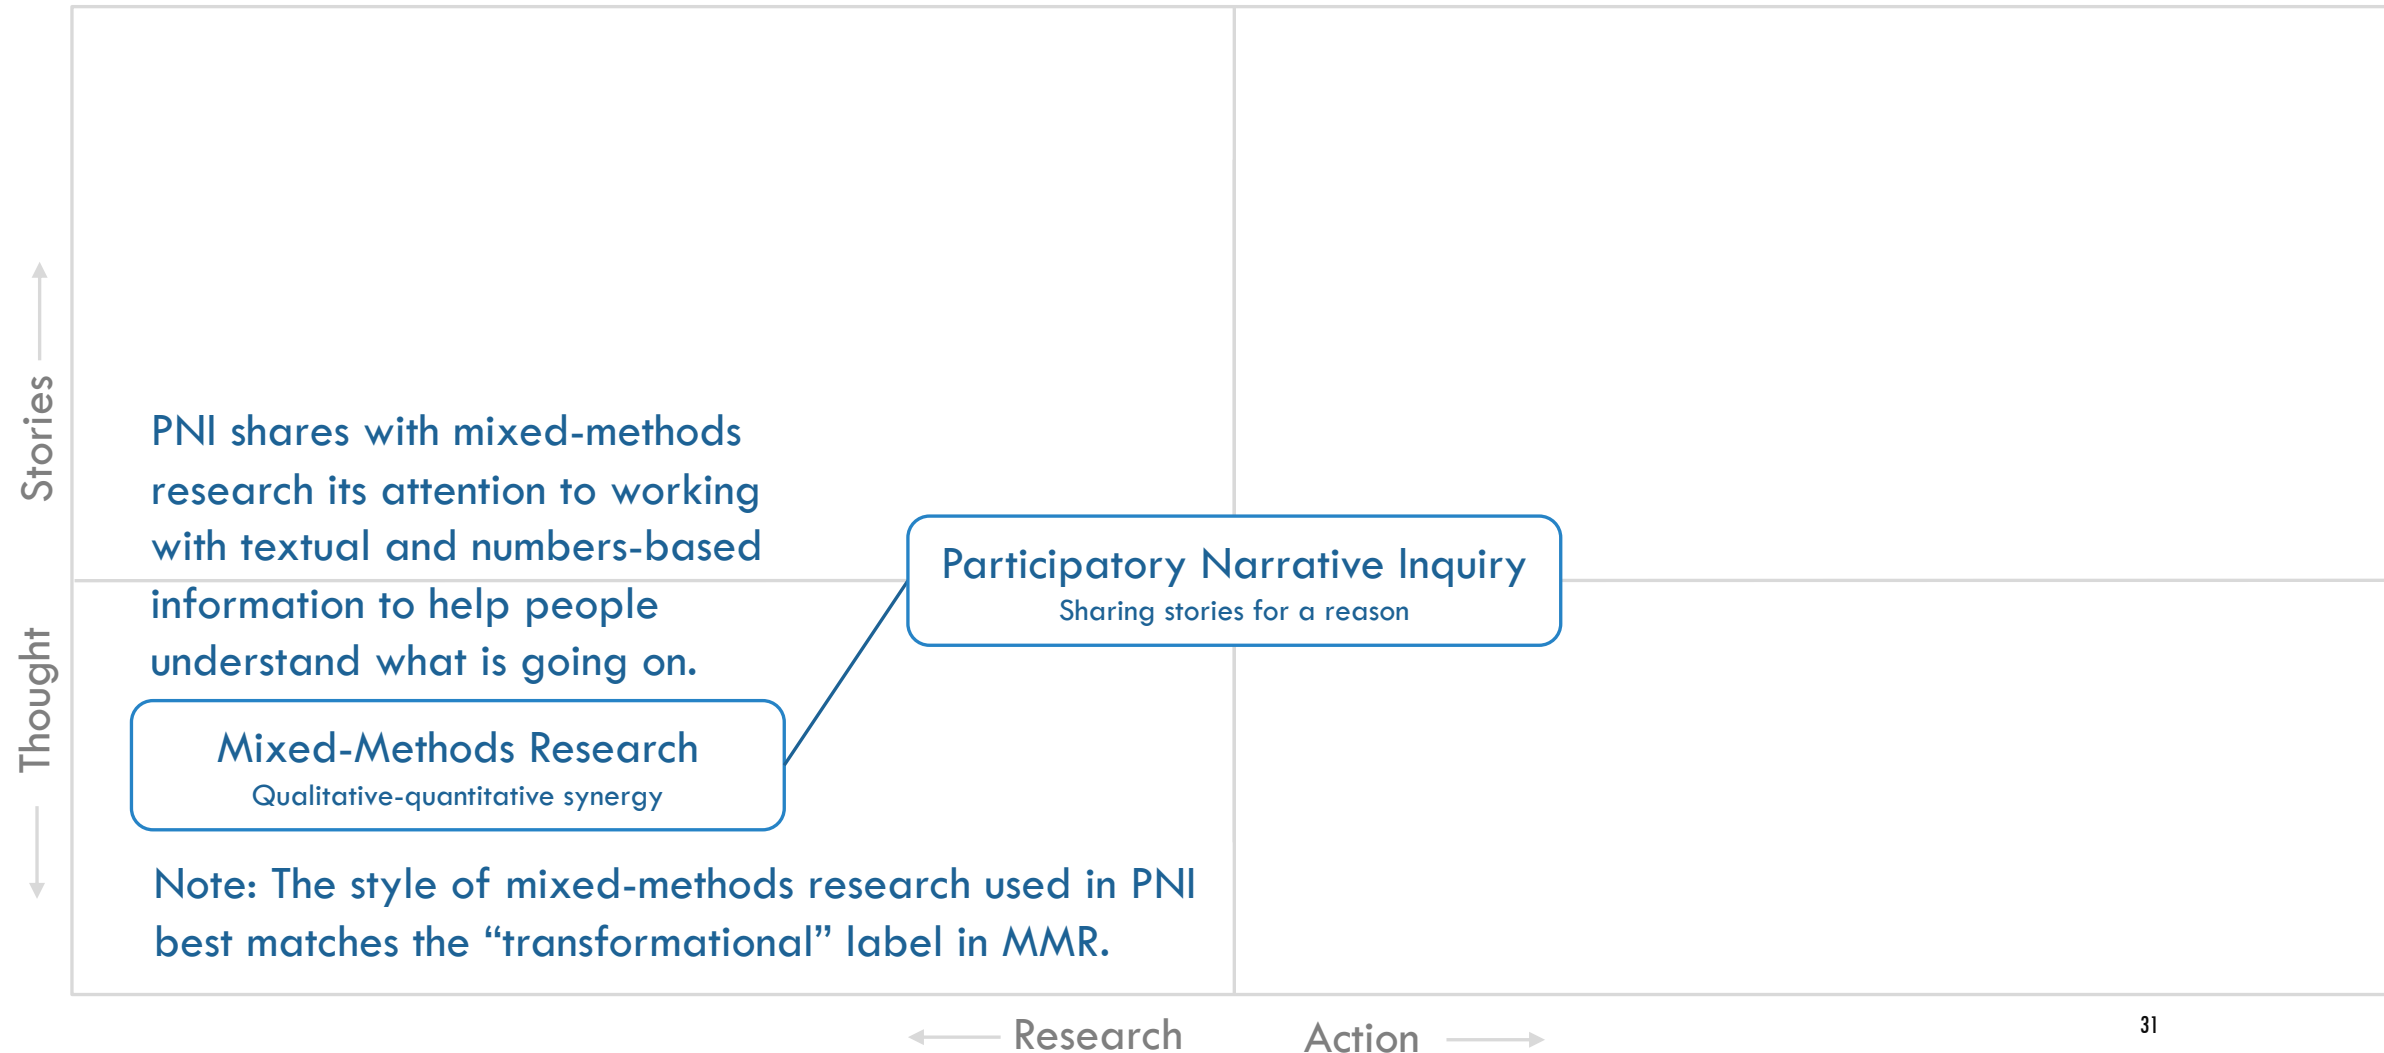 Stories
Thought
PNI shares with mixed-methods
research its attention to working
with textual and numbers-based
information to help people
understand what is going on.
Participatory Narrative Inquiry
Sharing stories for a reason
Mixed-Methods Research
Qualitative-quantitative synergy
Note: The style of mixed-methods research used in PNI
best matches the “transformational” label in MMR.
Research
Action
31